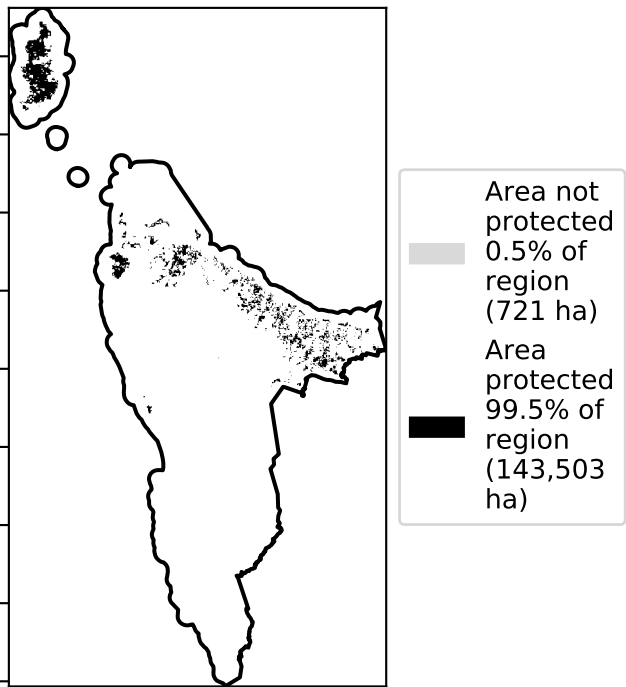 Area not
protected
0.5% of
region
(721 ha)
Area
protected
99.5% of
region
(143,503
ha)